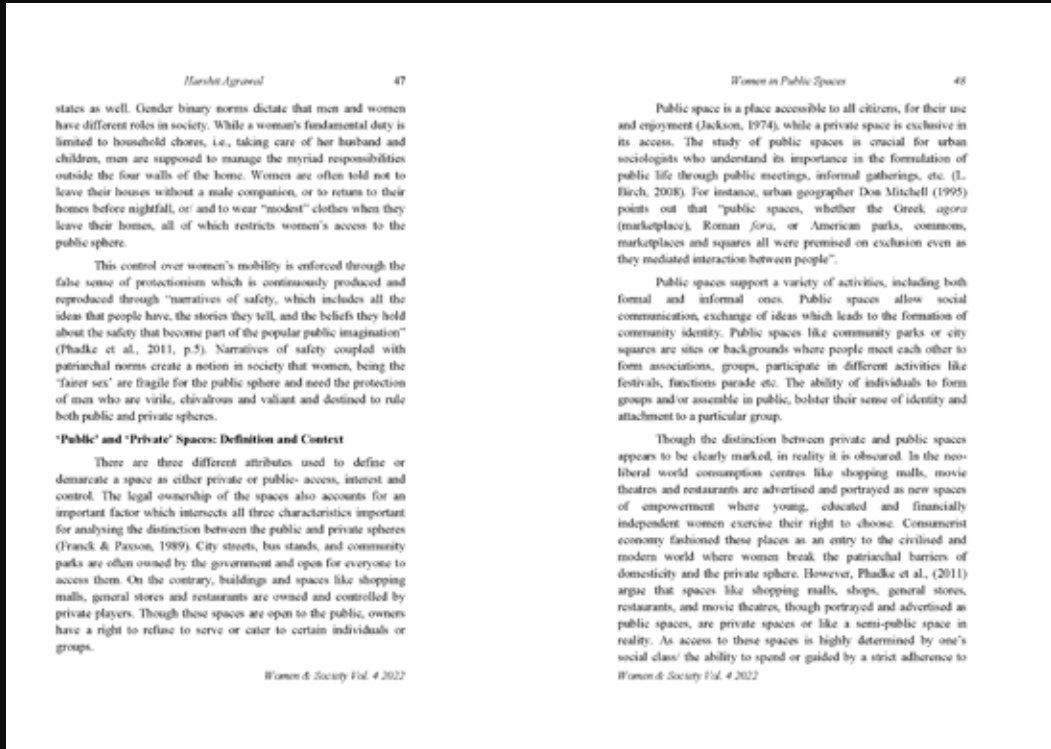 Harshit Agrawal 47
states as well. Gender binary norms dictate that men and women
have different roles in society. While a woman's fundamental duty is
limited to household chores, i.e., taking care of her husband and
children, men are supposed to manage the myriad responsibilities
outside the four walls of the home. Women are often told not to
leave their houses without a male companion, or to return to their
homes before nightfall, or/ and to wear “modest” clothes when they
leave their homes, all of which restricts women’s access to the
public sphere.
This control over women’s mobility is enforced through the
false sense of protectionism which is continuously produced and
reproduced through “narratives of safety, which includes all the
ideas that people have, the stories they tell, and the beliefs they hold
about the safety that become part of the popular public imagination”
(Phadke et al., 2011, p.5). Narratives of safety coupled with
patriarchal norms create a notion in society that women, being the
‘fairer sex’ are fragile for the public sphere and need the protection
of men who are virile, chivalrous and valiant and destined to rule
both public and private spheres.
‘Public’ and ‘Private’ Spaces: Definition and Context
There are three different attributes used to define or
demarcate a space as either private or public- access, interest and
control. The legal ownership of the spaces also accounts for an
important factor which intersects all three characteristics important
for analysing the distinction between the public and private spheres
(Franck & Paxson, 1989). City streets, bus stands, and community
parks are often owned by the government and open for everyone to
access them. On the contrary, buildings and spaces like shopping
malls, general stores and restaurants are owned and controlled by
private players. Though these spaces are open to the public, owners
have a right to refuse to serve or cater to certain individuals or
groups.
Women & Society Vol. 4 2022
Women in Public Spaces 48
Public space is a place accessible to all citizens, for their use
and enjoyment (Jackson, 1974), while a private space is exclusive in
its access. The study of public spaces is crucial for urban
sociologists who understand its importance in the formulation of
public life through public meetings, informal gatherings, etc. (L.
Birch, 2008). For instance, urban geographer Don Mitchell (1995)
points out that “public spaces, whether the Greek agora
(marketplace), Roman fora, or American parks, commons,
marketplaces and squares all were premised on exclusion even as
they mediated interaction between people”.
Public spaces support a variety of activities, including both
formal and informal ones. Public spaces allow social
communication, exchange of ideas which leads to the formation of
community identity. Public spaces like community parks or city
squares are sites or backgrounds where people meet each other to
form associations, groups, participate in different activities like
festivals, functions parade etc. The ability of individuals to form
groups and/or assemble in public, bolster their sense of identity and
attachment to a particular group.
Though the distinction between private and public spaces
appears to be clearly marked, in reality it is obscured. In the neo-
liberal world consumption centres like shopping malls, movie
theatres and restaurants are advertised and portrayed as new spaces
of empowerment where young, educated and financially
independent women exercise their right to choose. Consumerist
economy fashioned these places as an entry to the civilised and
modern world where women break the patriarchal barriers of
domesticity and the private sphere. However, Phadke et al., (2011)
argue that spaces like shopping malls, shops, general stores,
restaurants, and movie theatres, though portrayed and advertised as
public spaces, are private spaces or like a semi-public space in
reality. As access to these spaces is highly determined by one’s
social class/ the ability to spend or guided by a strict adherence to
Women & Society Vol. 4 2022